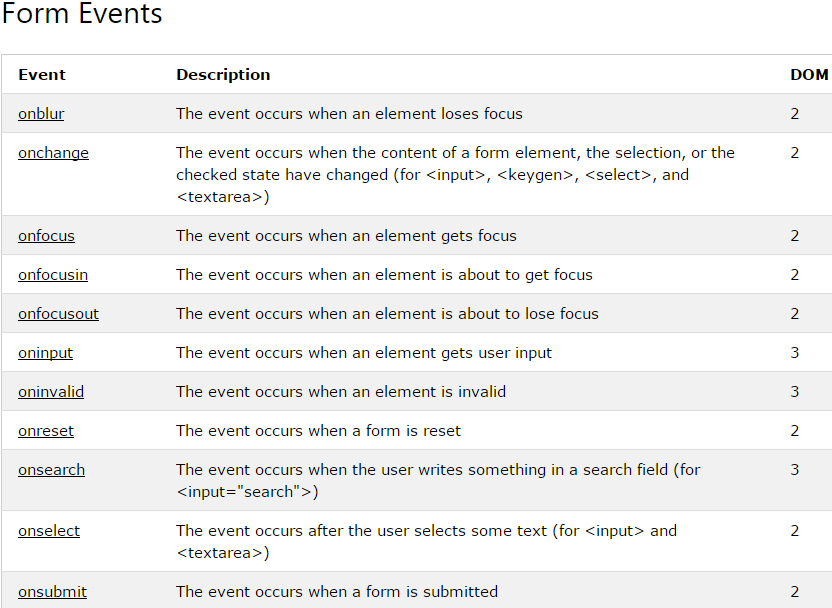 Form Events
Event Description DOM
onblur The event occurs when an element loses focus 2
onchange The event occurs when the content of a form element, the selection, or the 2
checked state have changed (for <input>, <keygen>, <select>, and
<textarea>)
onfocus The event occurs when an element gets focus 2
onfocusin The event occurs when an element is about to get focus 2
onfocusout The event occurs when an element is about to lose focus 2
oninput The event occurs when an element gets user input 3
oninvalid The event occurs when an element is invalid 3
onreset The event occurs when a form is reset 2
onsearch The event occurs when the user writes something in a search field (for 3
<input="search">)
onselect The event occurs after the user selects some text (for <input> and 2
<textarea>)
onsubmit The event occurs when a form is submitted 2